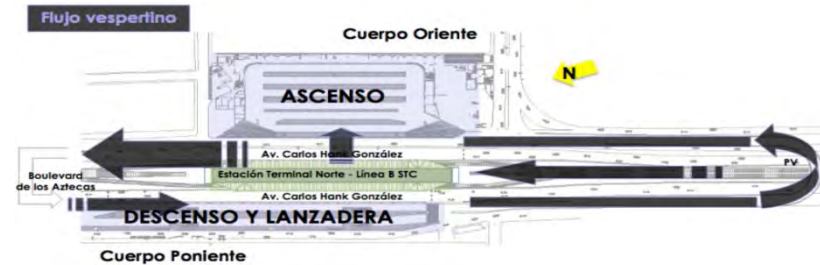 Flujo vespertino
Cuerpo Oriente
N
ASCENSO
Av. Carlos Hank González
Boulevard
de los Aztecas
Estación Terminal Norte - Línea B STC
PV
Av. Carlos Hank González
DESCENSO Y LANZADERA
Cuerpo Poniente